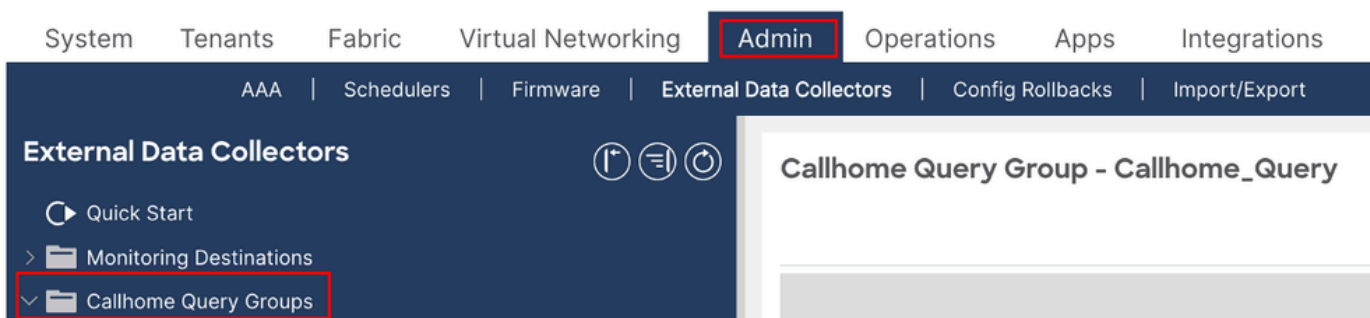 System Tenants Fabric Virtual Networking Admin Operations Apps Integrations
AAA | Schedulers | Firmware | External Data Collectors | Config Rollbacks | Import/Export
External Data Collectors
Callhome Query Group - Callhome_Query
Quick Start
Monitoring Destinations
Callhome Query Groups